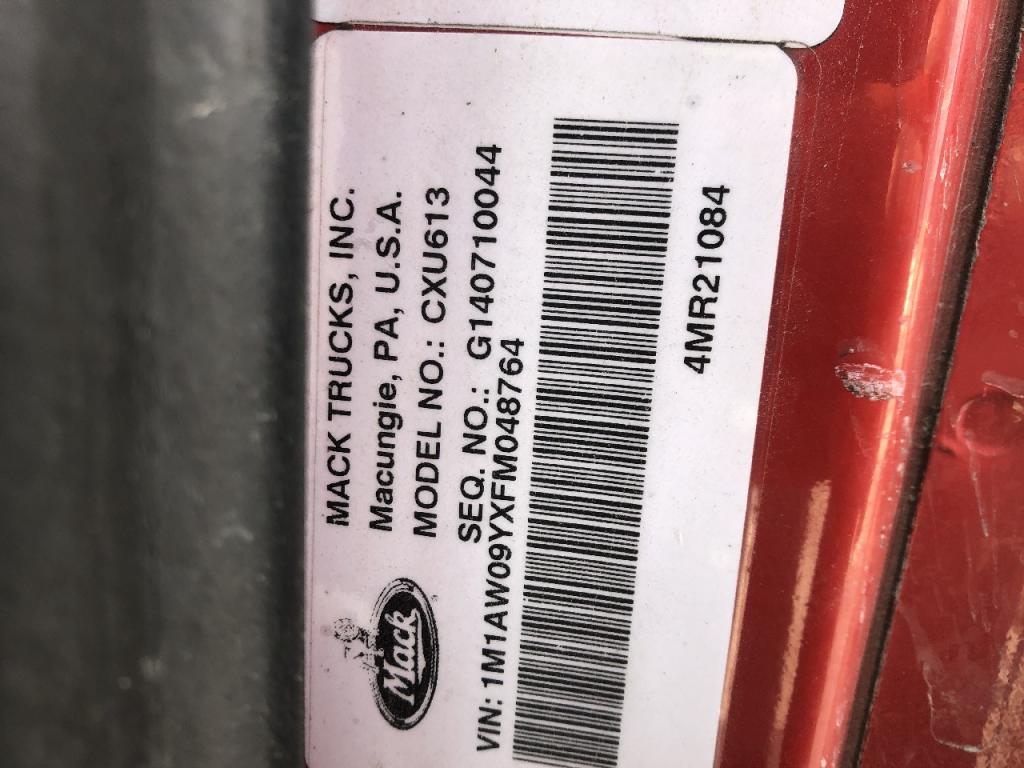 MACK TRUCKS, INC.
Macungie, PA, U.S.A.
MODEL NO.: CXU613
SEQ. NO.: G140710044
Mack
VIN: 1M1AW09YXFM048764
4MR21084